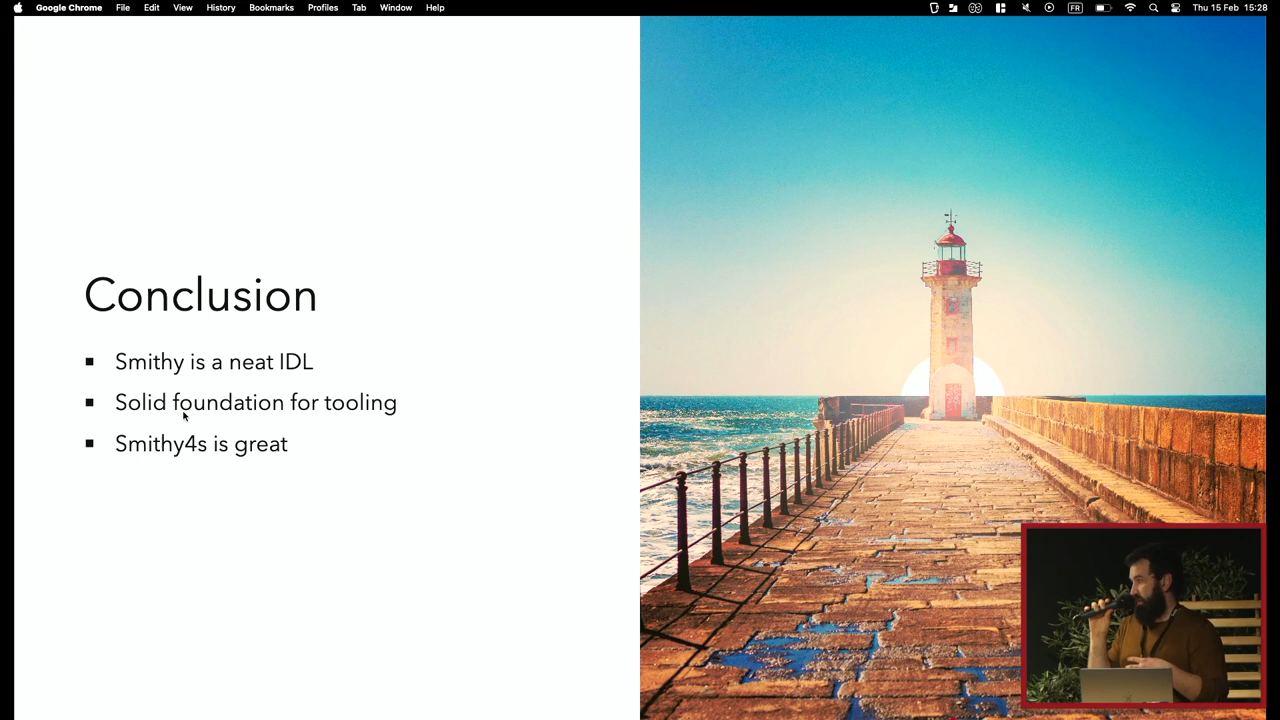 Google Chrome File Edit View History Bookmarks Profiles Tab Window Help FR Thu 15 Feb 15:28
Conclusion
▪ Smithy is a neat IDL
▪ Solid foundation for tooling
▪ Smithy4s is great